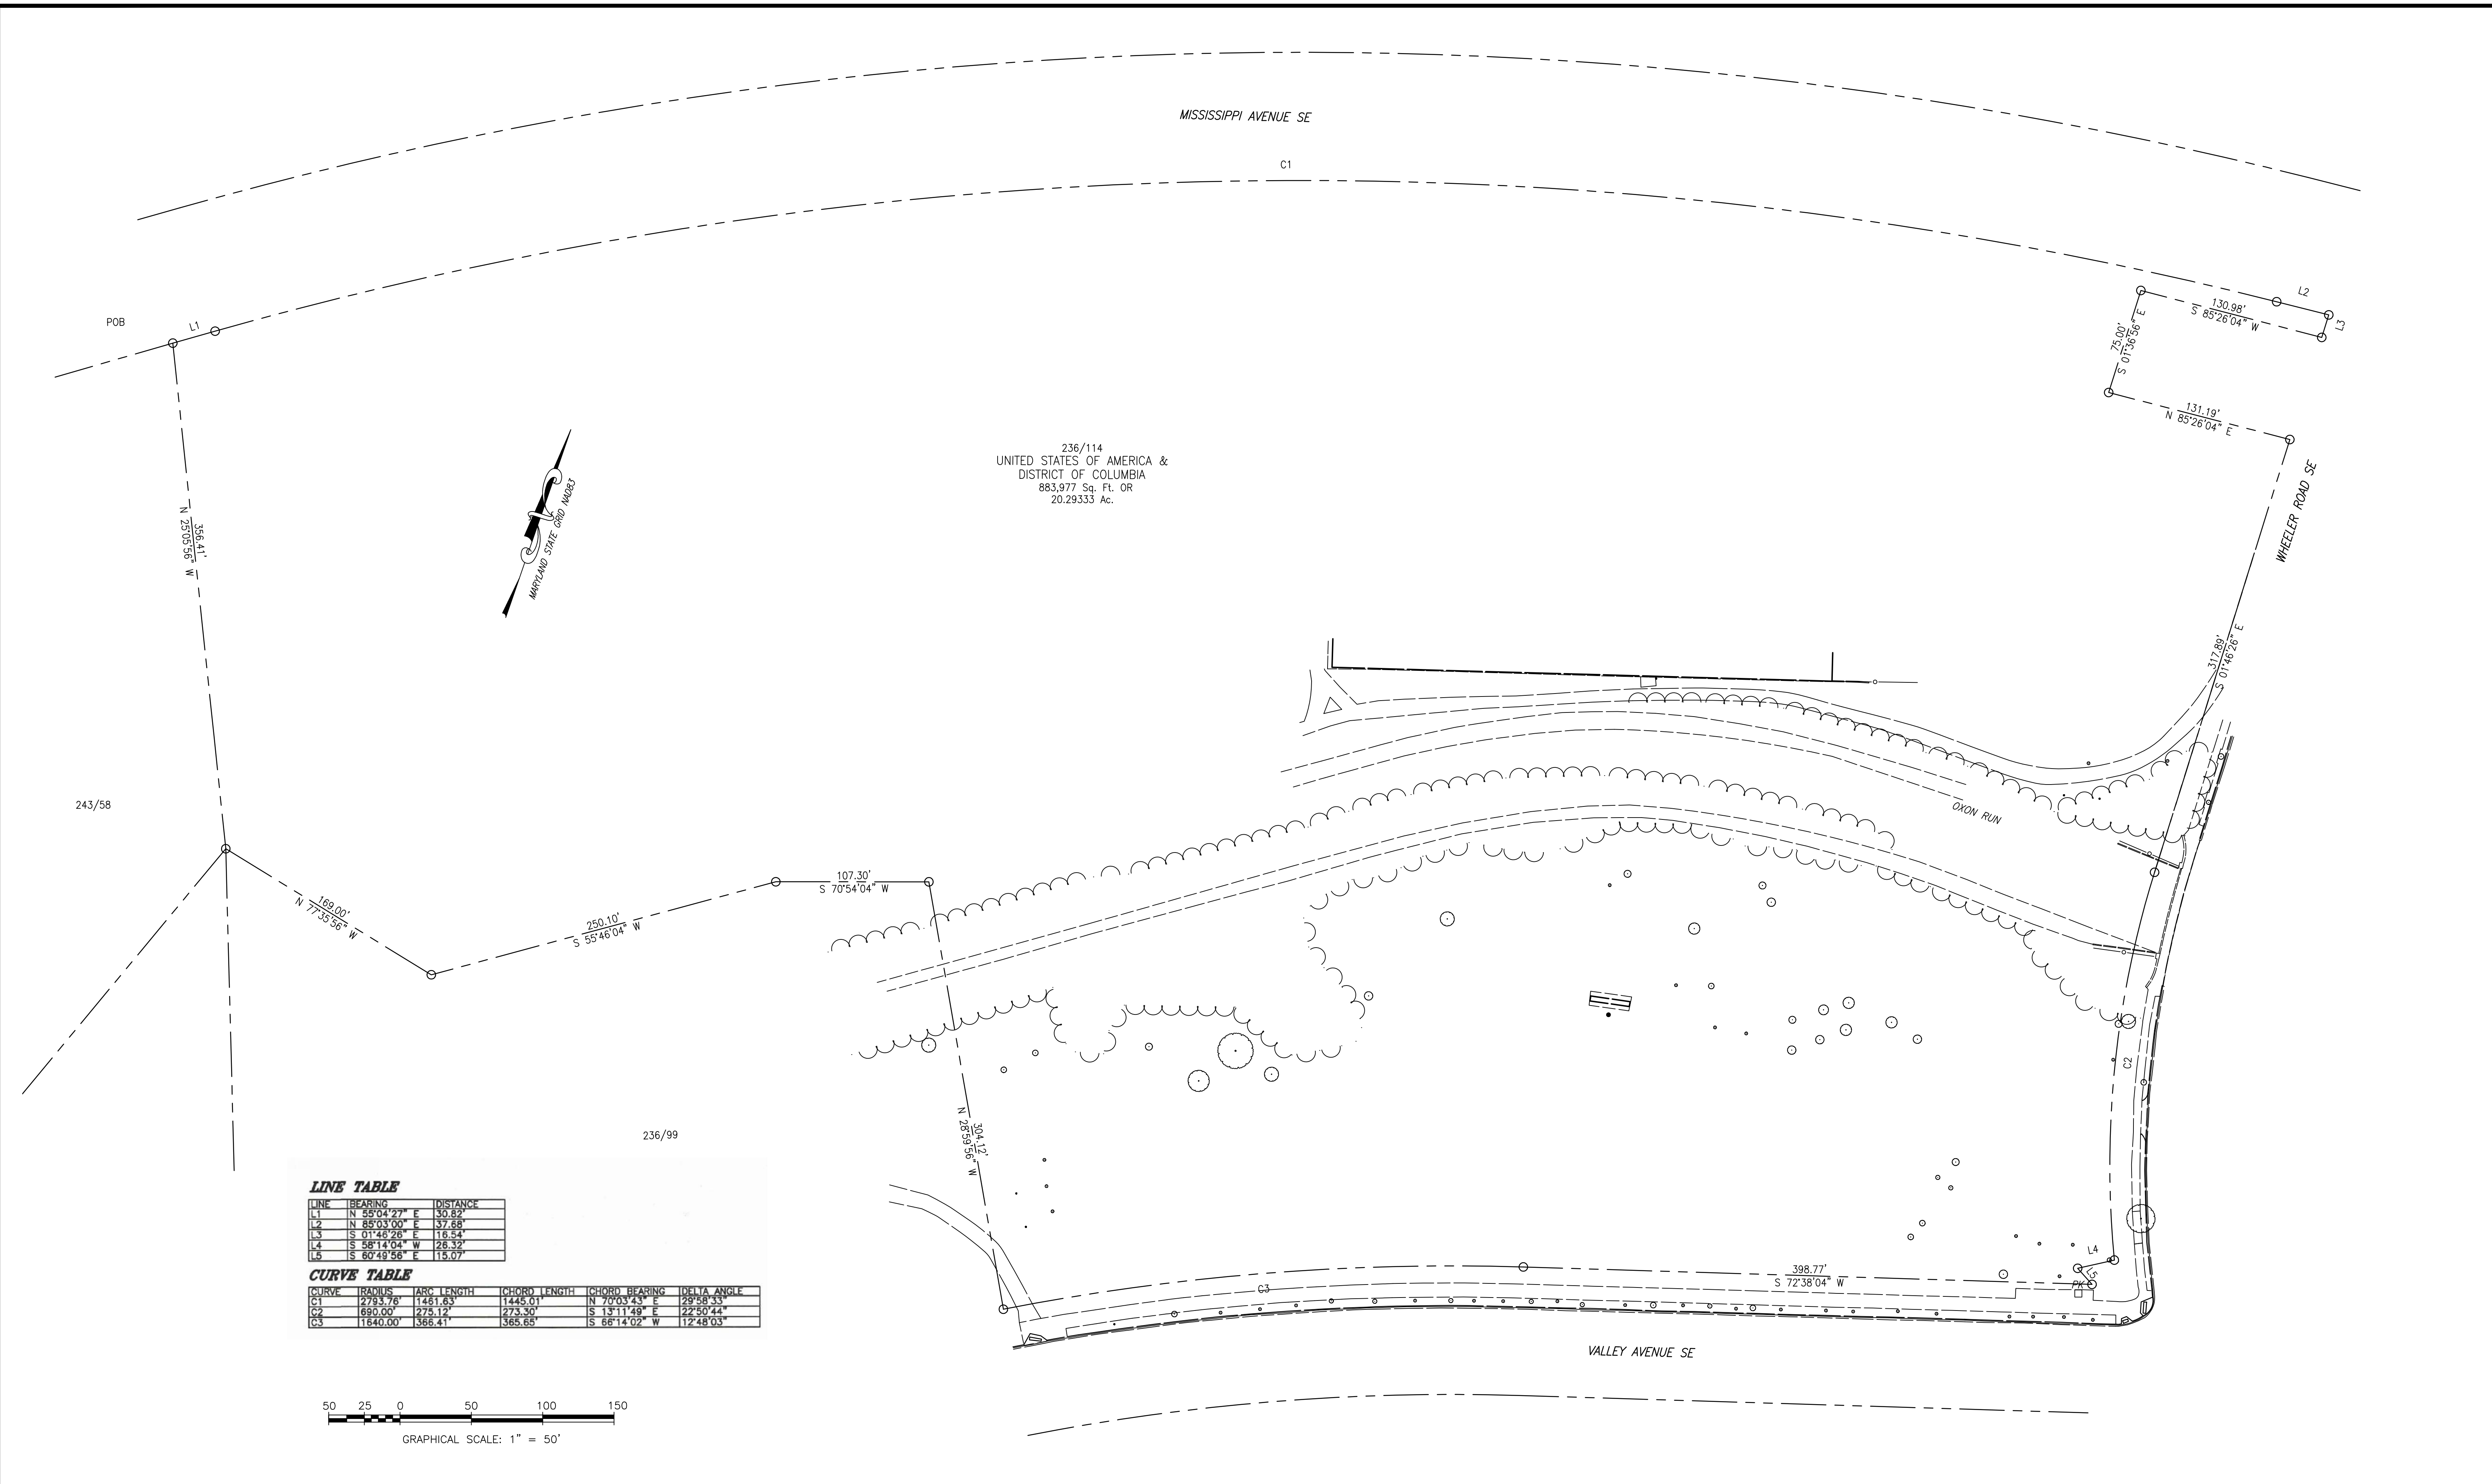 MISSISSIPPI AVENUE SE
C1
POB
L1
L2
L3
130.98'
S 85°26'04" W
75.00'
S 01°36'56" E
131.19'
N 85°26'04" E
WHEELER ROAD SE
236/114
UNITED STATES OF AMERICA &
DISTRICT OF COLUMBIA
883,977 Sq. Ft. OR
20.29333 Ac.
MARYLAND STATE GRID NAD83
356.41'
N 25°05'56" W
317.89'
S 01°46'26" E
243/58
OXON RUN
107.30'
S 70°54'04" W
169.00'
N 77°35'56" W
250.10'
S 55°46'04" W
C2
304.12'
N 28°59'56" W
236/99
LINE TABLE
LINE BEARING DISTANCE
L1 N 55°04'27" E 30.82'
L2 N 85°03'00" E 37.68'
L3 S 01°46'26" E 16.54'
L4 S 58°14'04" W 26.32'
L5 S 60°49'56" E 15.07'
CURVE TABLE
CURVE RADIUS ARC LENGTH CHORD LENGTH CHORD BEARING DELTA ANGLE
C1 2793.76' 1461.63' 1445.01' N 70°03'43" E 29°58'33"
C2 690.00' 275.12' 273.30' S 13°11'49" E 22°50'44"
C3 1640.00' 366.41' 365.65' S 66°14'02" W 12°48'03"
L4
L5
PK
398.77'
S 72°38'04" W
C3
VALLEY AVENUE SE
50 25 0 50 100 150
GRAPHICAL SCALE: 1" = 50'